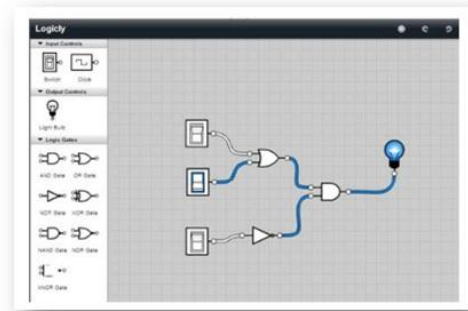 Logicly
Input Controls
Switch Clock
Output Controls
Light Bulb
Logic Gates
AND Gate OR Gate
NOT Gate XOR Gate
NAND Gate NOR Gate
XNOR Gate